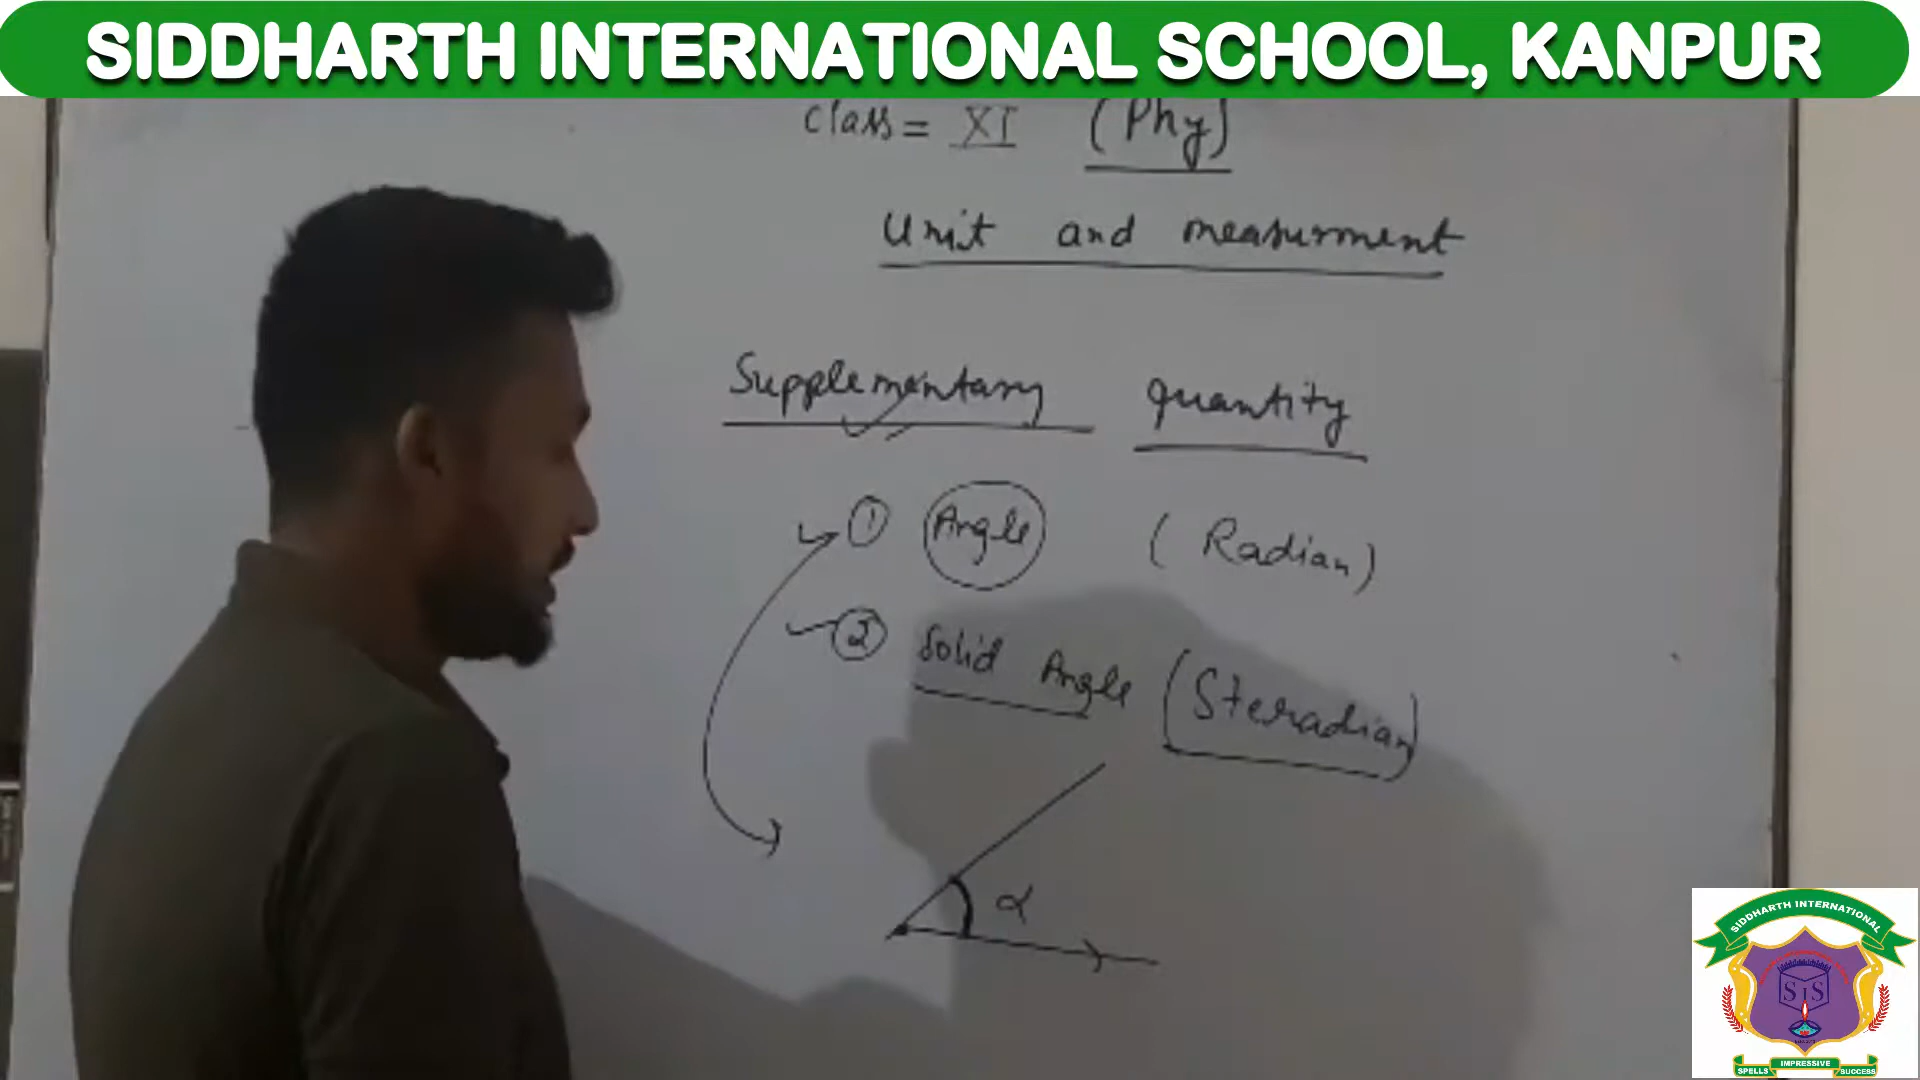 SIDDHARTH INTERNATIONAL SCHOOL, KANPUR
Class = XI (Phy)
Unit and measurment
Supplementary quantity
① Angle (Radian)
② Solid Angle (Steradian)
α
SIDDHARTH INTERNATIONAL
SIS
SPELLS IMPRESSIVE SUCCESS